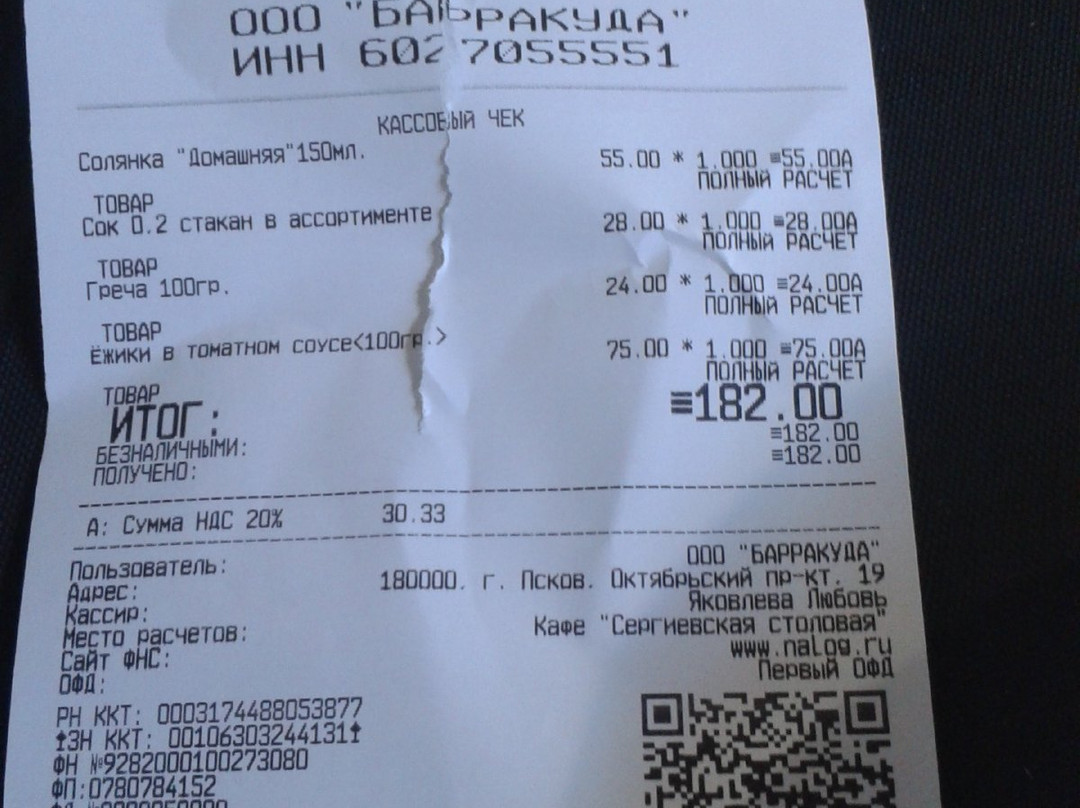 ООО "БАРРАКУДА"
ИНН 6027055551
КАССОВЫЙ ЧЕК
Солянка "Домашняя"150мл. 55.00 * 1.000 ≡55.00А
ПОЛНЫЙ РАСЧЕТ
ТОВАР
Сок 0.2 стакан в ассортименте 28.00 * 1.000 ≡28.00А
ПОЛНЫЙ РАСЧЕТ
ТОВАР
Греча 100гр. 24.00 * 1.000 ≡24.00А
ПОЛНЫЙ РАСЧЕТ
ТОВАР
Ёжики в томатном соусе<100гр.> 75.00 * 1.000 ≡75.00А
ПОЛНЫЙ РАСЧЕТ
ТОВАР
ИТОГ: ≡182.00
БЕЗНАЛИЧНЫМИ: ≡182.00
ПОЛУЧЕНО: ≡182.00
А: Сумма НДС 20% 30.33
Пользователь: ООО "БАРРАКУДА"
Адрес: 180000. г. Псков. Октябрьский пр-кт. 19
Кассир: Яковлева Любовь
Место расчетов: Кафе "Сергиевская столовая"
Сайт ФНС: www.nalog.ru
ОФД: Первый ОФД
РН ККТ: 0003174488053877
ЗН ККТ: 00106303244131
ФН №9282000100273080
ФП:0780784152